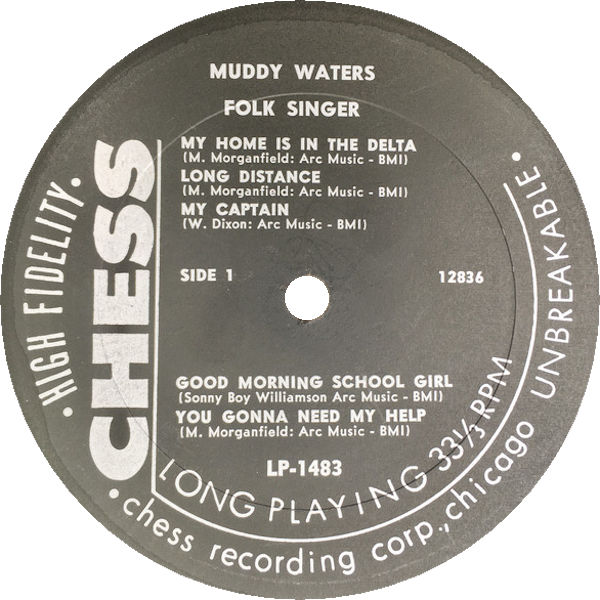 MUDDY WATERS
FOLK SINGER
MY HOME IS IN THE DELTA
(M. Morganfield: Arc Music - BMI)
LONG DISTANCE
(M. Morganfield: Arc Music - BMI)
MY CAPTAIN
(W. Dixon: Arc Music - BMI)
SIDE 1
12836
GOOD MORNING SCHOOL GIRL
(Sonny Boy Williamson Arc Music - BMI)
YOU GONNA NEED MY HELP
(M. Morganfield: Arc Music - BMI)
LP-1483
CHESS
• HIGH FIDELITY •
LONG PLAYING 33⅓ RPM
• chess recording corp., chicago UNBREAKABLE •